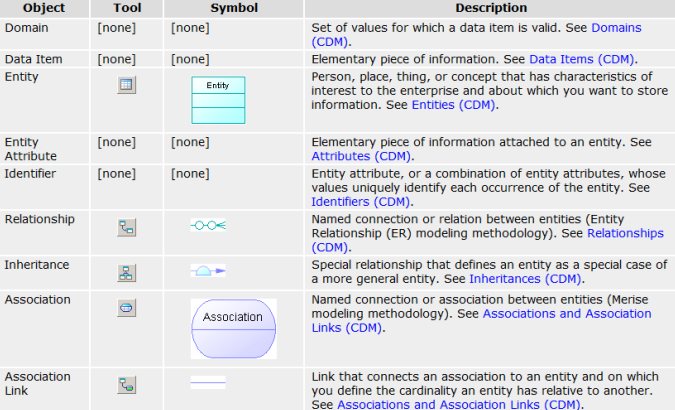 Object Tool Symbol Description
Domain [none] [none] Set of values for which a data item is valid. See Domains
(CDM).
Data Item [none] [none] Elementary piece of information. See Data Items (CDM).
Entity Entity Person, place, thing, or concept that has characteristics of
interest to the enterprise and about which you want to store
information. See Entities (CDM).
Entity [none] [none] Elementary piece of information attached to an entity. See
Attribute Attributes (CDM).
Identifier [none] [none] Entity attribute, or a combination of entity attributes, whose
values uniquely identify each occurrence of the entity. See
Identifiers (CDM).
Relationship Named connection or relation between entities (Entity
Relationship (ER) modeling methodology). See Relationships
(CDM).
Inheritance Special relationship that defines an entity as a special case of
a more general entity. See Inheritances (CDM).
Association Association Named connection or association between entities (Merise
modeling methodology). See Associations and Association
Links (CDM).
Association Link that connects an association to an entity and on which
Link you define the cardinality an entity has relative to another.
See Associations and Association Links (CDM).